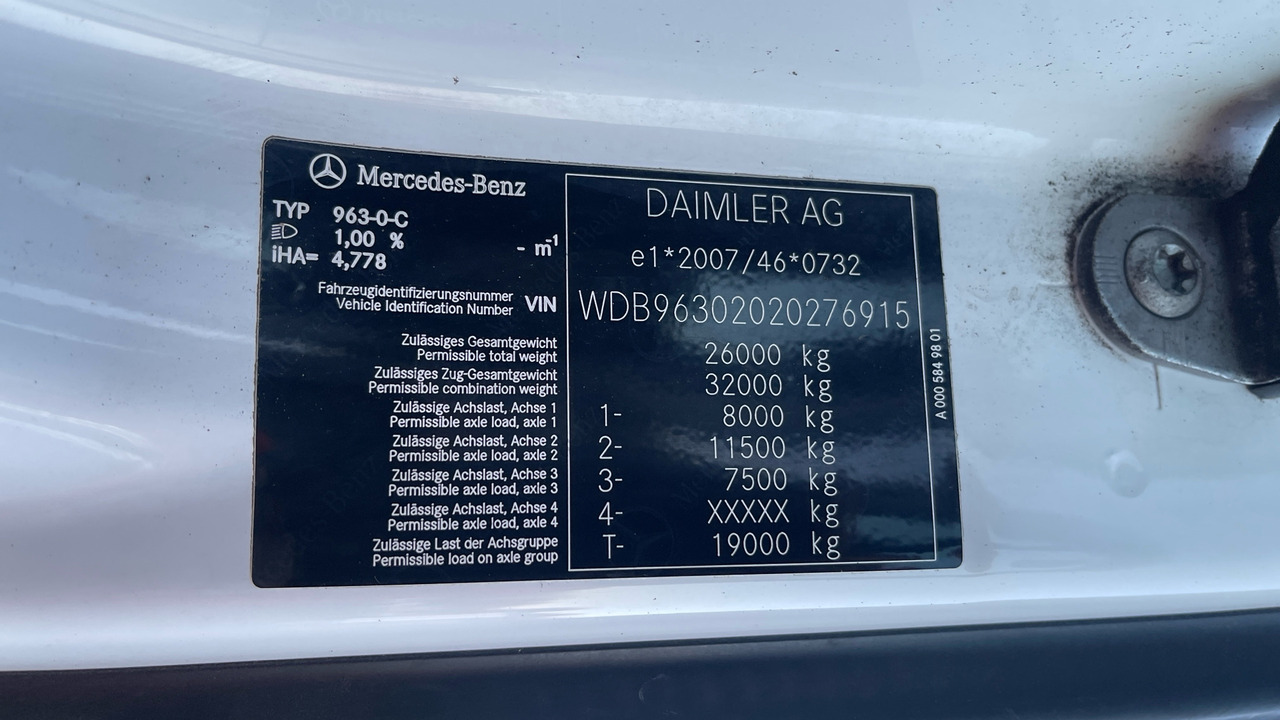 Mercedes-Benz
TYP 963-0-C
1,00 % - m-1
iHA= 4,778
DAIMLER AG
e1*2007/46*0732
Fahrzeugidentifizierungsnummer
Vehicle Identification Number VIN WDB96302020276915
Zulässiges Gesamtgewicht
Permissible total weight 26000 kg
Zulässiges Zug-Gesamtgewicht
Permissible combination weight 32000 kg
Zulässige Achslast, Achse 1
Permissible axle load, axle 1 1- 8000 kg
Zulässige Achslast, Achse 2
Permissible axle load, axle 2 2- 11500 kg
Zulässige Achslast, Achse 3
Permissible axle load, axle 3 3- 7500 kg
Zulässige Achslast, Achse 4
Permissible axle load, axle 4 4- XXXXX kg
Zulässige Last der Achsgruppe
Permissible load on axle group T- 19000 kg
A 000 584 98 01